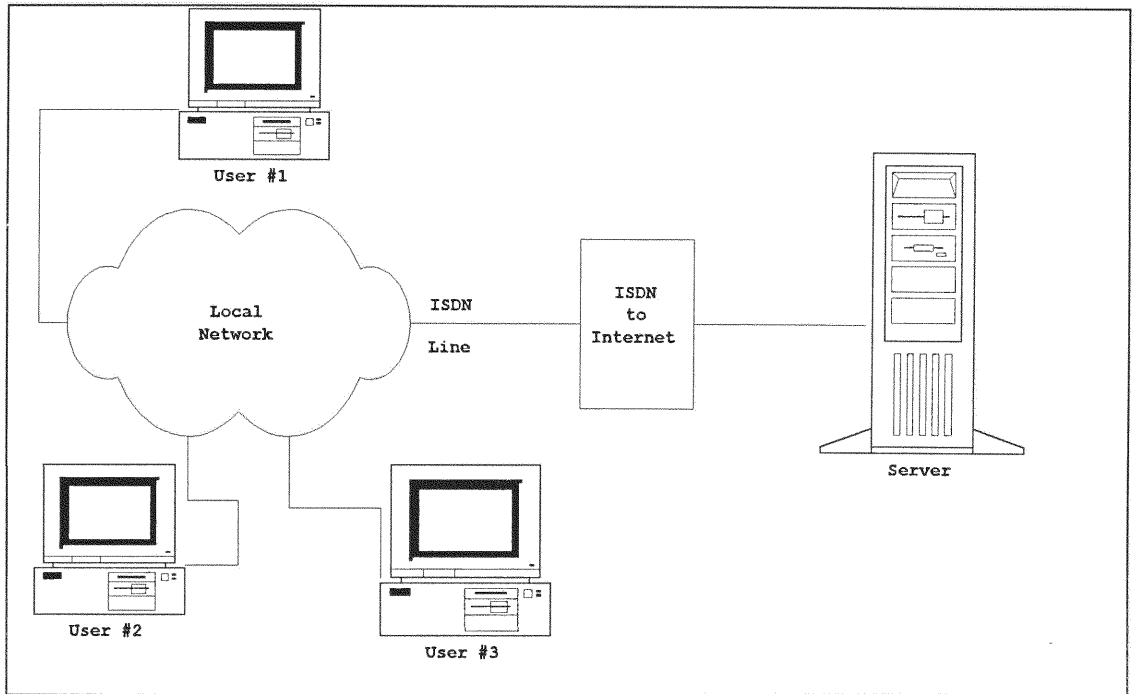 User #1
Local
Network
ISDN
Line
ISDN
to
Internet
Server
User #2
User #3